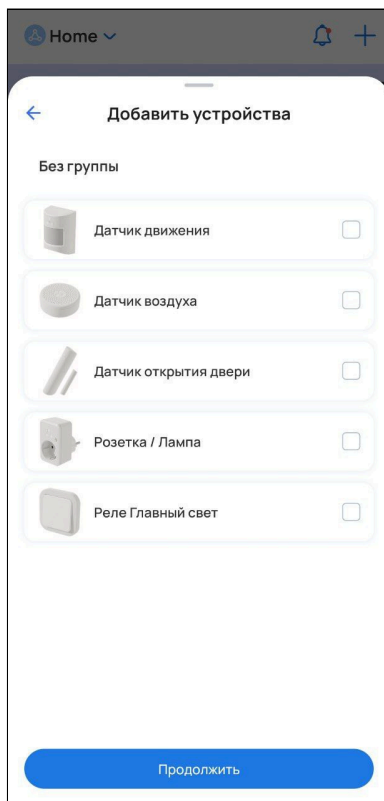 Home
Добавить устройства
Без группы
Датчик движения
Датчик воздуха
Датчик открытия двери
Розетка / Лампа
Реле Главный свет
Продолжить